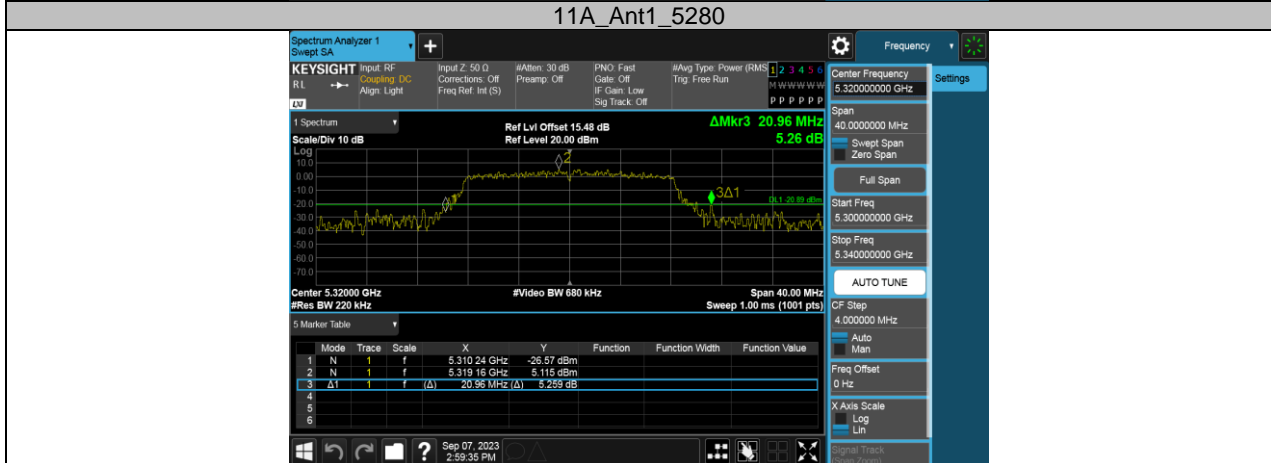 11A_Ant1_5280
Spectrum Analyzer 1
Swept SA
+
Frequency
KEYSIGHT
RL
LXI
Input: RF
Coupling: DC
Align: Light
Input Z: 50 Ω
Corrections: Off
Freq Ref: Int (S)
#Atten: 30 dB
Preamp: Off
PNO: Fast
Gate: Off
IF Gain: Low
Sig Track: Off
#Avg Type: Power (RMS
Trig: Free Run
1 2 3 4 5 6
M W W W W W
P P P P P P
Center Frequency
5.320000000 GHz
Settings
1 Spectrum
Scale/Div 10 dB
Ref Lvl Offset 15.48 dB
Ref Level 20.00 dBm
ΔMkr3 20.96 MHz
5.26 dB
Span
40.0000000 MHz
Swept Span
Zero Span
Full Span
Log
10.0
0.00
-10.0
-20.0
-30.0
-40.0
-50.0
-60.0
-70.0
2
3Δ1
DL1 -20.89 dBm
Start Freq
5.300000000 GHz
Stop Freq
5.340000000 GHz
AUTO TUNE
Center 5.32000 GHz
#Res BW 220 kHz
#Video BW 680 kHz
Span 40.00 MHz
Sweep 1.00 ms (1001 pts)
CF Step
4.000000 MHz
Auto
Man
5 Marker Table
Mode Trace Scale X Y Function Function Width Function Value
1 N 1 f 5.310 24 GHz -26.57 dBm
2 N 1 f 5.319 16 GHz 5.115 dBm
3 Δ1 1 f (Δ) 20.96 MHz (Δ) 5.259 dB
4
5
6
Freq Offset
0 Hz
X Axis Scale
Log
Lin
Signal Track
(Span Zoom)
?
Sep 07, 2023
2:59:35 PM